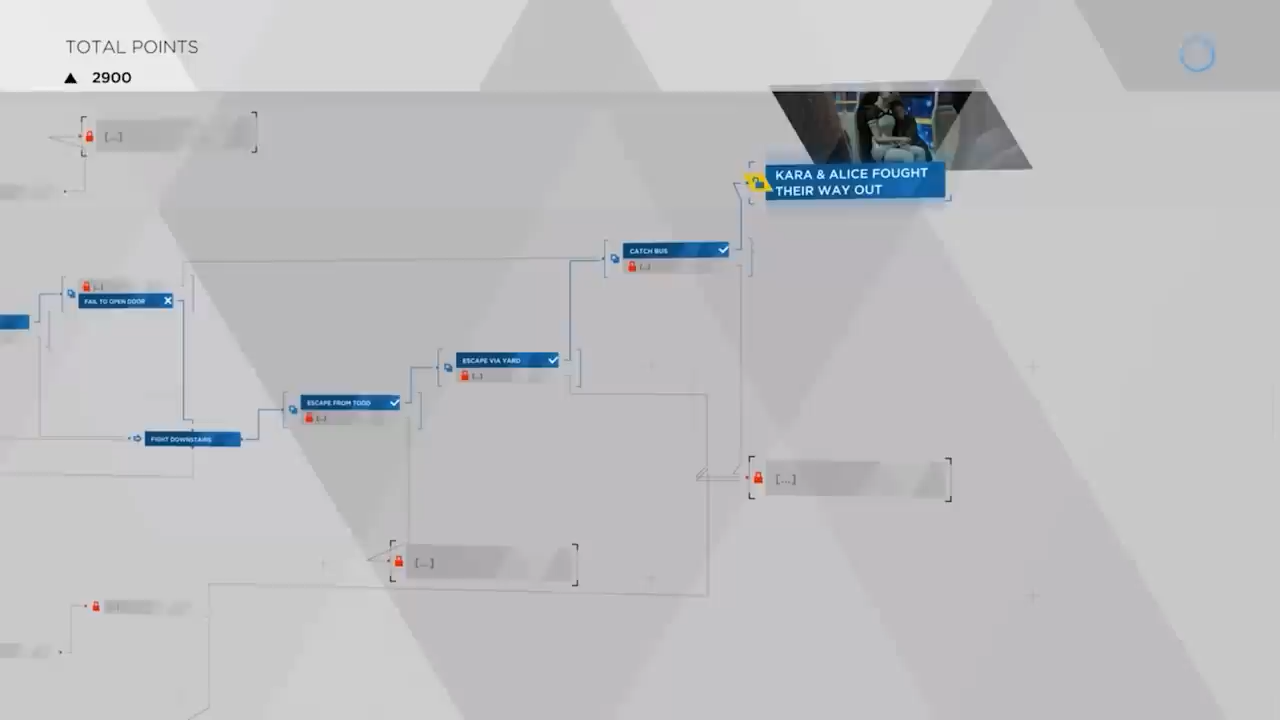 TOTAL POINTS
▲ 2900
[...]
KARA & ALICE FOUGHT
THEIR WAY OUT
CATCH BUS
[...]
[...]
FAIL TO OPEN DOOR
ESCAPE VIA YARD
[...]
ESCAPE FROM TODD
[...]
FIGHT DOWNSTAIRS
[...]
[...]
[...]